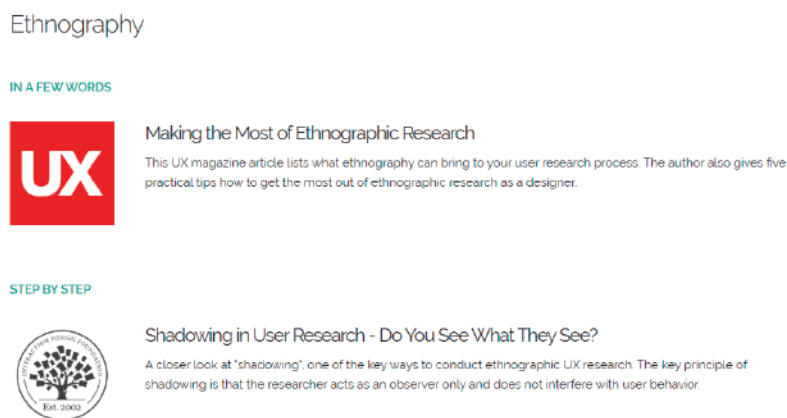 Ethnography
IN A FEW WORDS
UX
Making the Most of Ethnographic Research
This UX magazine article lists what ethnography can bring to your user research process. The author also gives five
practical tips how to get the most out of ethnographic research as a designer.
STEP BY STEP
INTERACTION DESIGN FOUNDATION
Est. 2002
Shadowing in User Research - Do You See What They See?
A closer look at "shadowing", one of the key ways to conduct ethnographic UX research. The key principle of
shadowing is that the researcher acts as an observer only and does not interfere with user behavior.